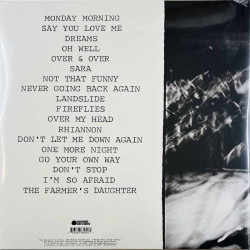 MONDAY MORNING
SAY YOU LOVE ME
DREAMS
OH WELL
OVER & OVER
SARA
NOT THAT FUNNY
NEVER GOING BACK AGAIN
LANDSLIDE
FIREFLIES
OVER MY HEAD
RHIANNON
DON'T LET ME DOWN AGAIN
ONE MORE NIGHT
GO YOUR OWN WAY
DON'T STOP
I'M SO AFRAID
THE FARMER'S DAUGHTER